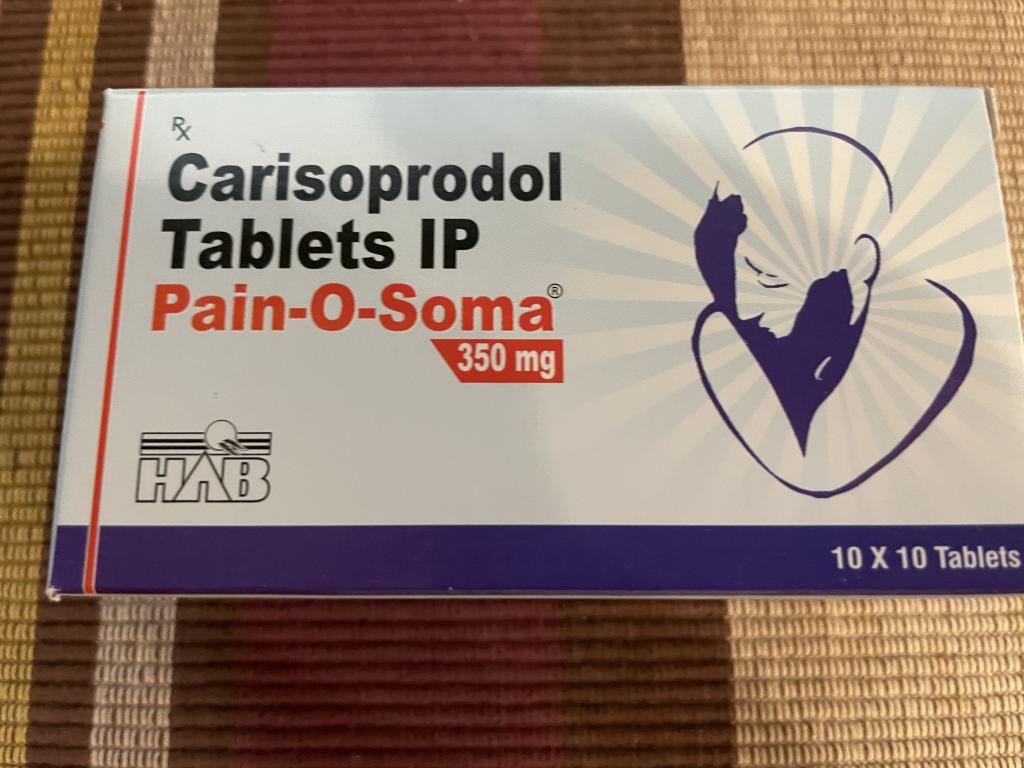 Rx
Carisoprodol
Tablets IP
Pain-O-Soma®
350 mg
HAB
10 X 10 Tablets